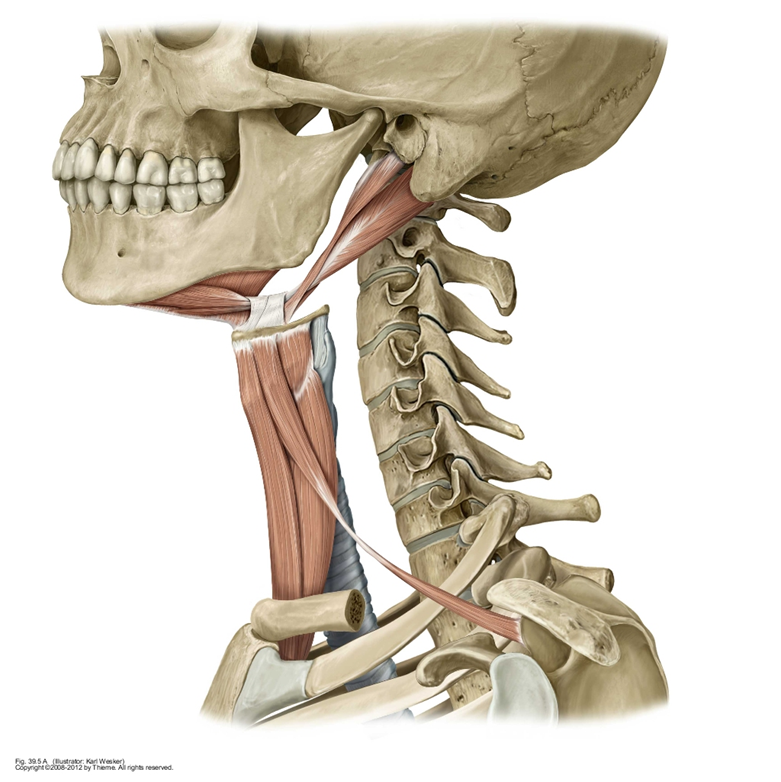 Fig. 39.5 A (Illustrator: Karl Wesker)
Copyright ©2008-2012 by Thieme. All rights reserved.